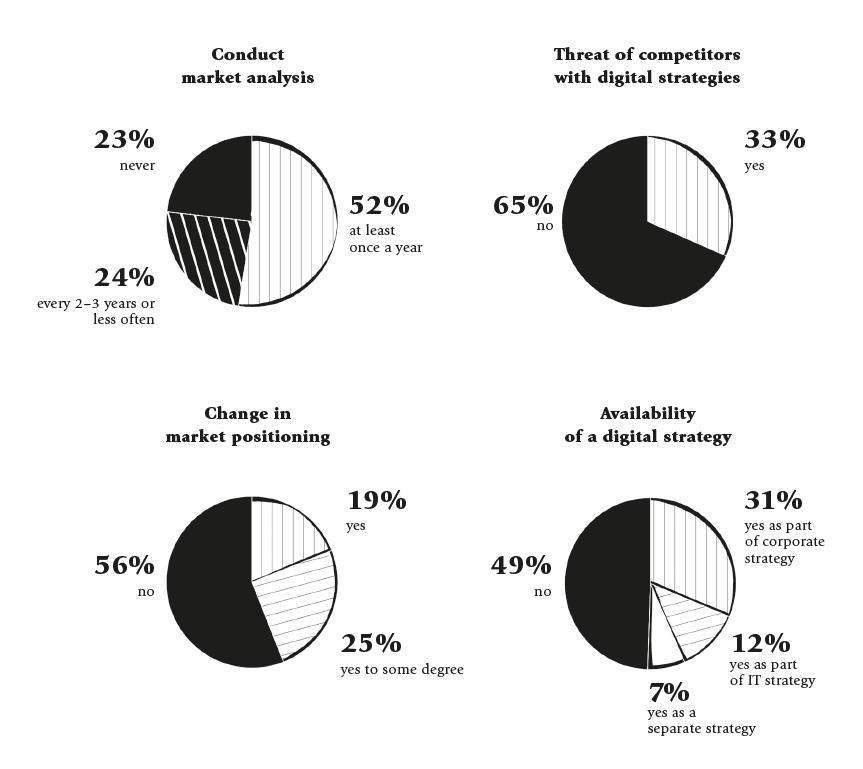 Conduct
market analysis
23%
never
52%
at least
once a year
24%
every 2–3 years or
less often
Threat of competitors
with digital strategies
33%
yes
65%
no
Change in
market positioning
19%
yes
56%
no
25%
yes to some degree
Availability
of a digital strategy
31%
yes as part
of corporate
strategy
49%
no
12%
yes as part
of IT strategy
7%
yes as a
separate strategy